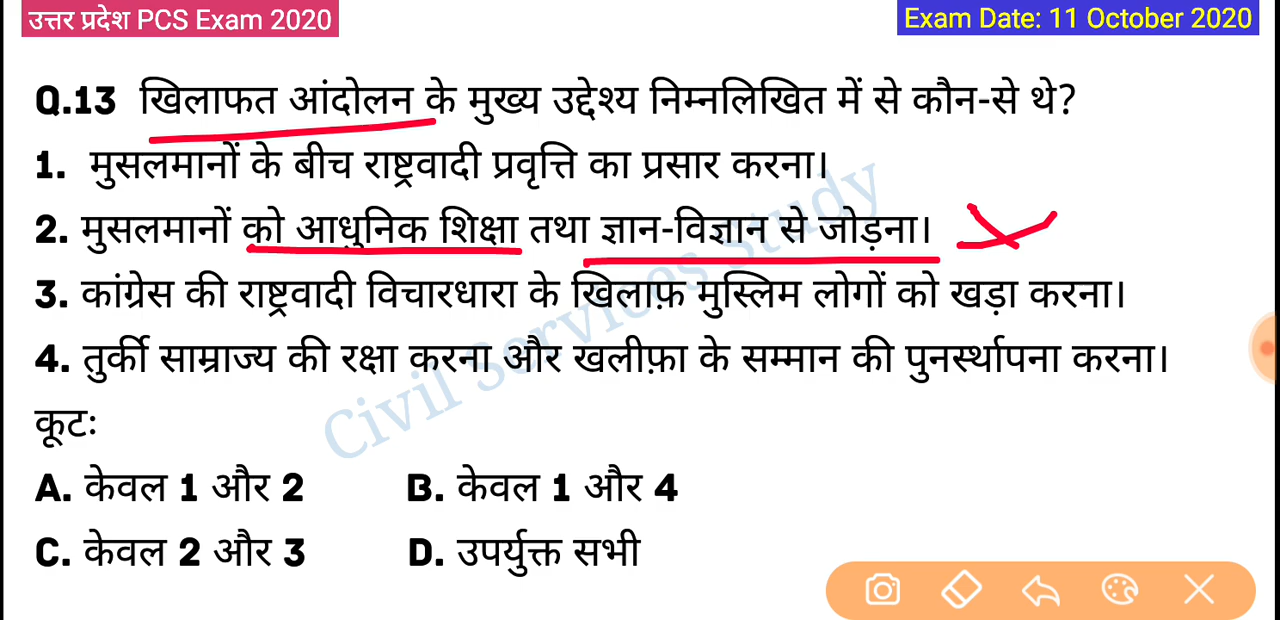 उत्तर प्रदेश PCS Exam 2020
Exam Date: 11 October 2020
Q.13 खिलाफत आंदोलन के मुख्य उद्देश्य निम्नलिखित में से कौन-से थे?
1. मुसलमानों के बीच राष्ट्रवादी प्रवृत्ति का प्रसार करना।
2. मुसलमानों को आधुनिक शिक्षा तथा ज्ञान-विज्ञान से जोड़ना।
3. कांग्रेस की राष्ट्रवादी विचारधारा के खिलाफ़ मुस्लिम लोगों को खड़ा करना।
4. तुर्की साम्राज्य की रक्षा करना और खलीफ़ा के सम्मान की पुनर्स्थापना करना।
Civil Services Study
कूटः
A. केवल 1 और 2 B. केवल 1 और 4
C. केवल 2 और 3 D. उपर्युक्त सभी